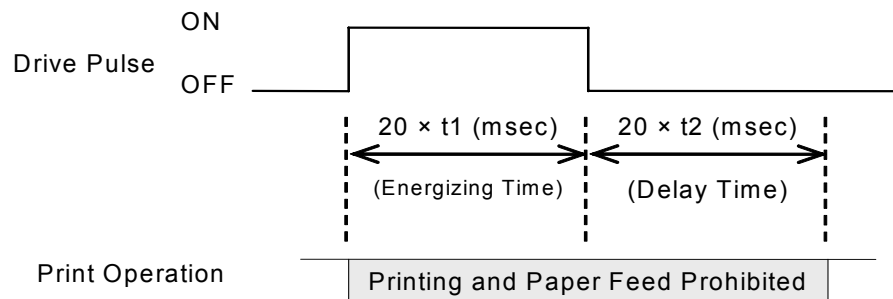 ON
Drive Pulse
OFF
20 × t1 (msec) 20 × t2 (msec)
(Energizing Time) (Delay Time)
Print Operation Printing and Paper Feed Prohibited